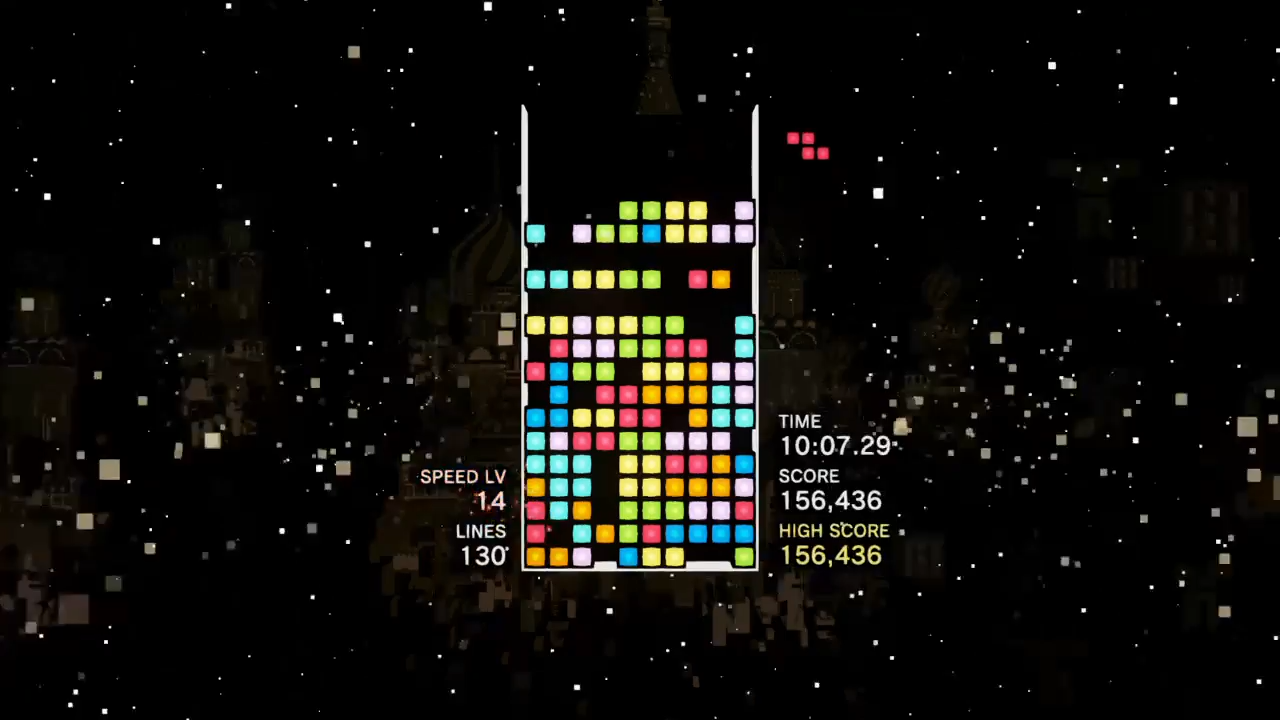 SPEED LV
14
LINES
130
TIME
10:07.29
SCORE
156,436
HIGH SCORE
156,436